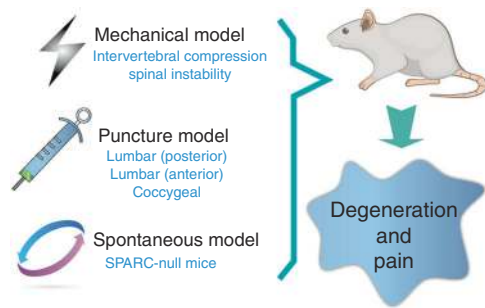 Mechanical model
Intervertebral compression
spinal instability
Puncture model
Lumbar (posterior)
Lumbar (anterior)
Coccygeal
Spontaneous model
SPARC-null mice
Degeneration
and
pain